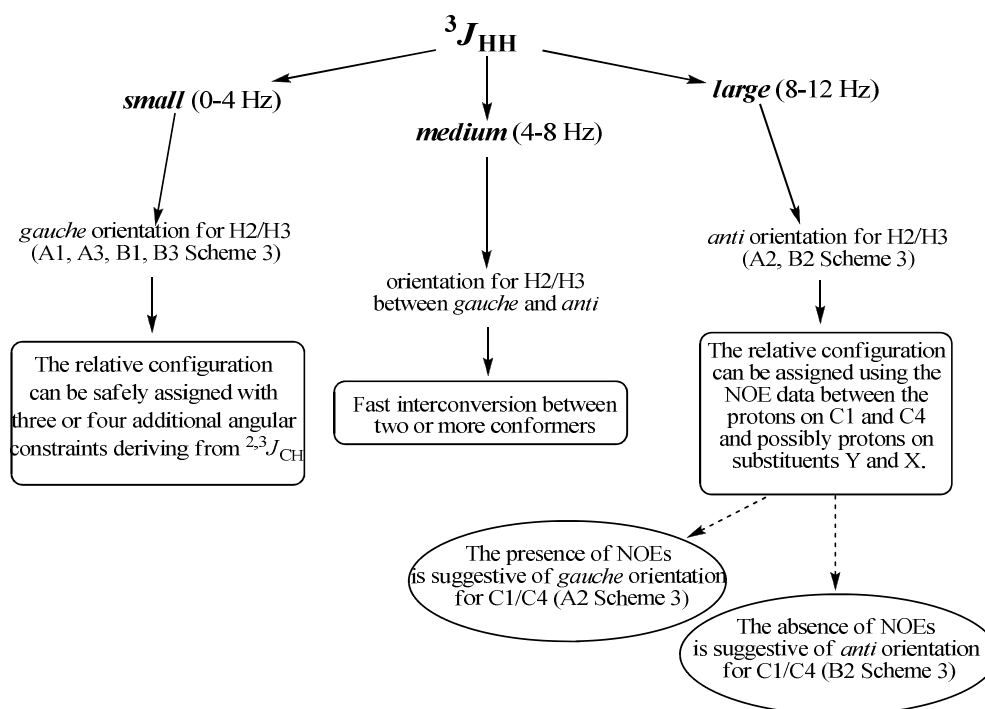 ³J_HH
small (0-4 Hz)
medium (4-8 Hz)
large (8-12 Hz)
gauche orientation for H2/H3
(A1, A3, B1, B3 Scheme 3)
orientation for H2/H3
between gauche and anti
anti orientation for H2/H3
(A2, B2 Scheme 3)
The relative configuration
can be safely assigned with
three or four additional angular
constraints deriving from ²,³J_CH
Fast interconversion between
two or more conformers
The relative configuration
can be assigned using the
NOE data between the
protons on C1 and C4
and possibly protons on
substituents Y and X.
The presence of NOEs
is suggestive of gauche orientation
for C1/C4 (A2 Scheme 3)
The absence of NOEs
is suggestive of anti orientation
for C1/C4 (B2 Scheme 3)